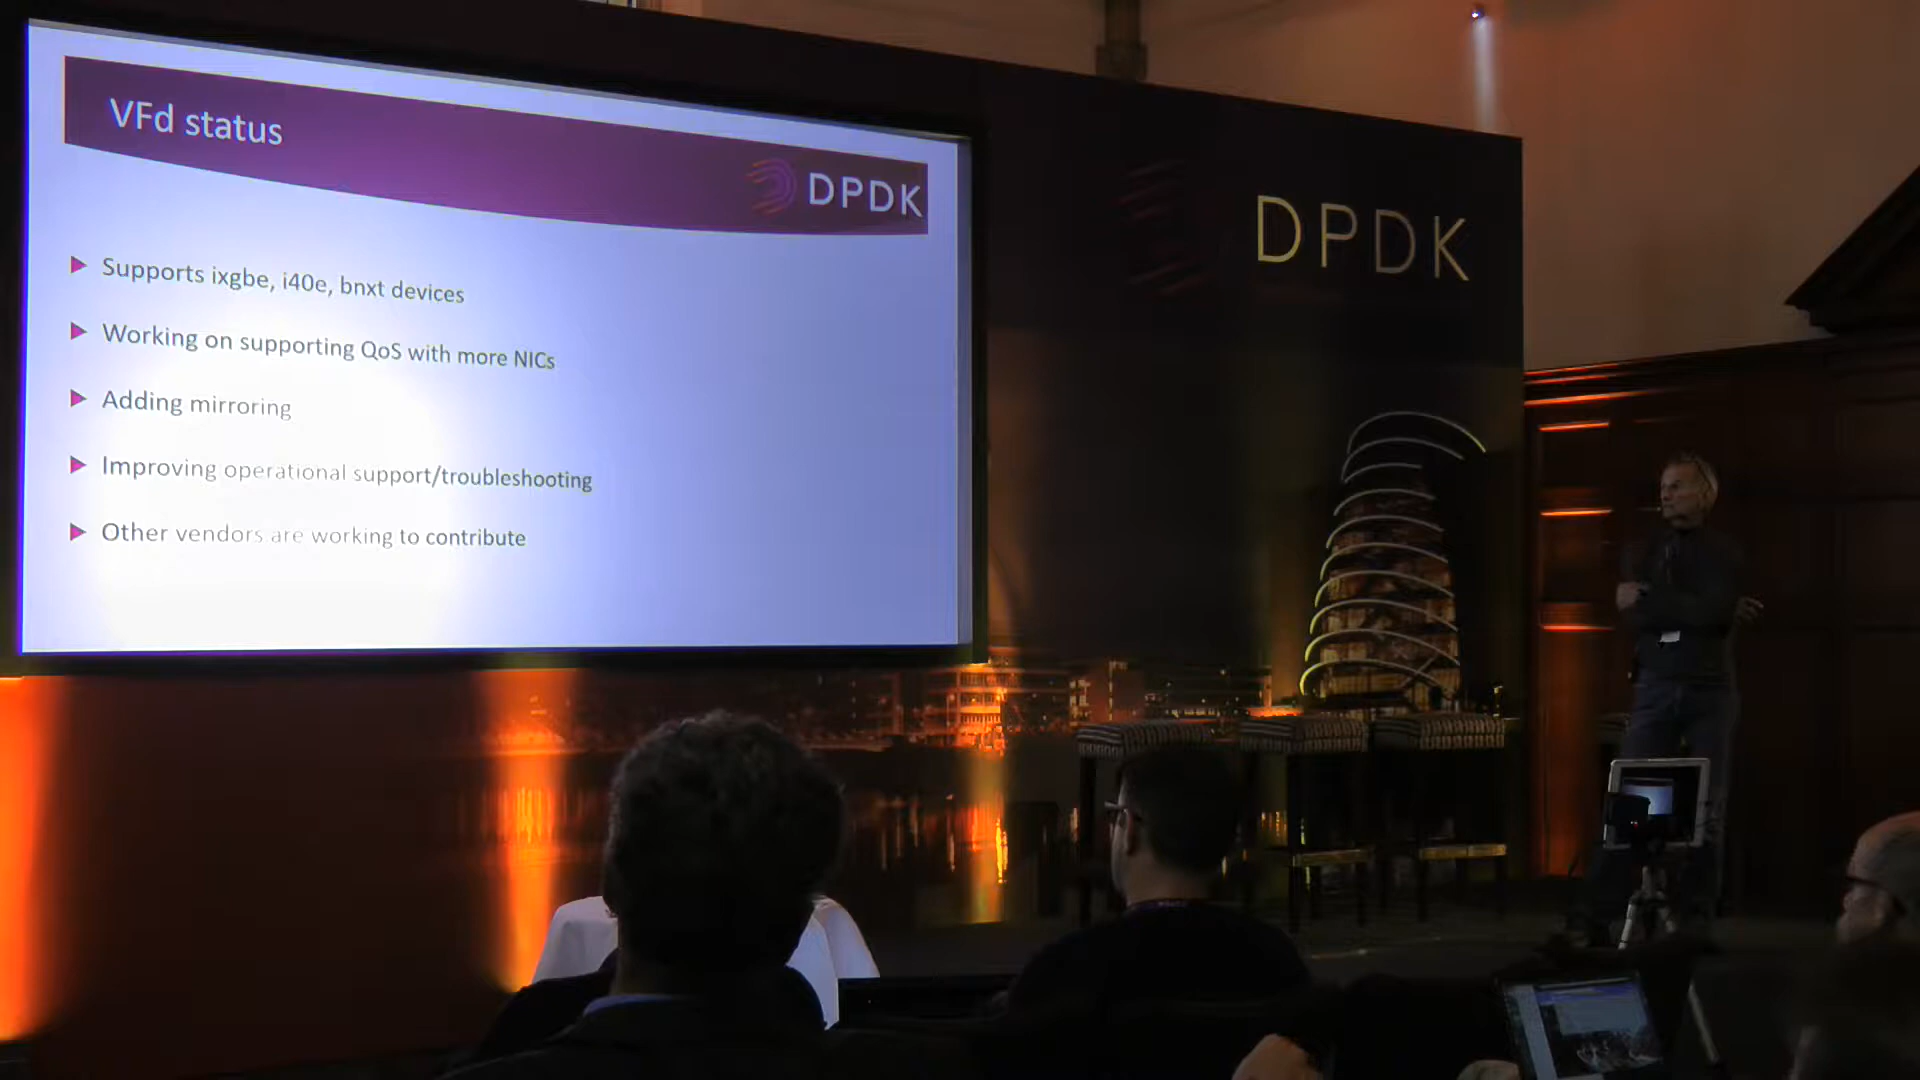 VFd status
DPDK
Supports ixgbe, i40e, bnxt devices
Working on supporting QoS with more NICs
Adding mirroring
Improving operational support/troubleshooting
Other vendors are working to contribute
DPDK